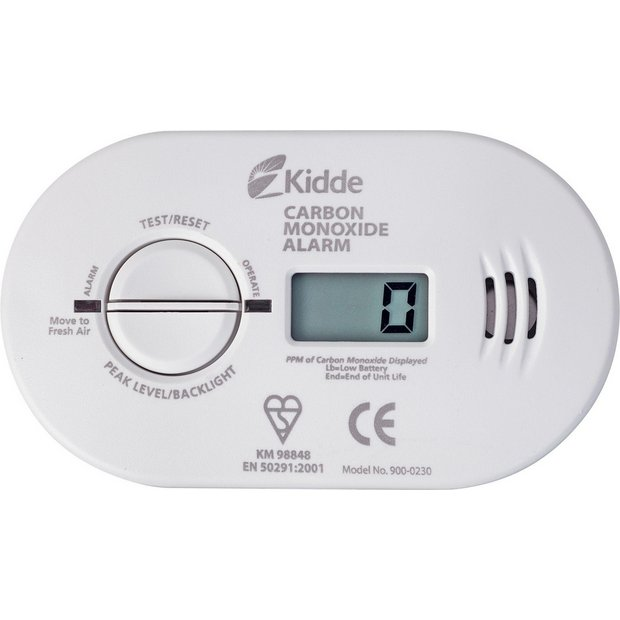 Kidde
CARBON
MONOXIDE
ALARM
TEST/RESET
ALARM
OPERATE
Move to
Fresh Air
PEAK LEVEL/BACKLIGHT
0
PPM of Carbon Monoxide Displayed
Lb=Low Battery
End=End of Unit Life
CE
KM 98848
EN 50291:2001
Model No. 900-0230